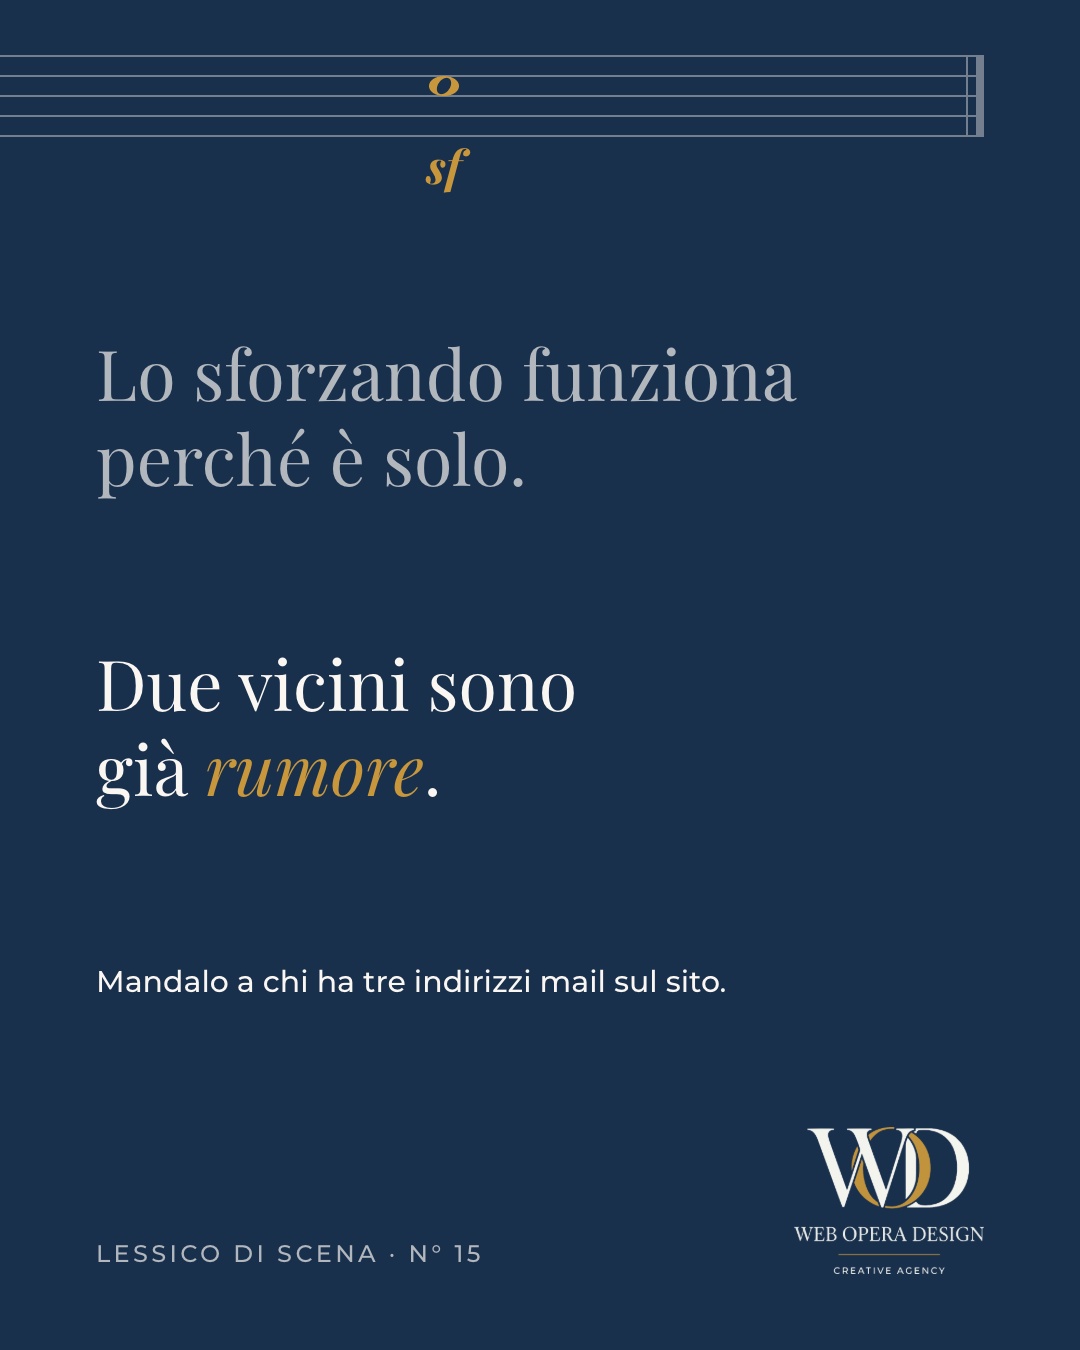 sf
Lo sforzando funziona
perché è solo.
Due vicini sono
già rumore.
Mandalo a chi ha tre indirizzi mail sul sito.
LESSICO DI SCENA · N° 15
WOD
WEB OPERA DESIGN
CREATIVE AGENCY